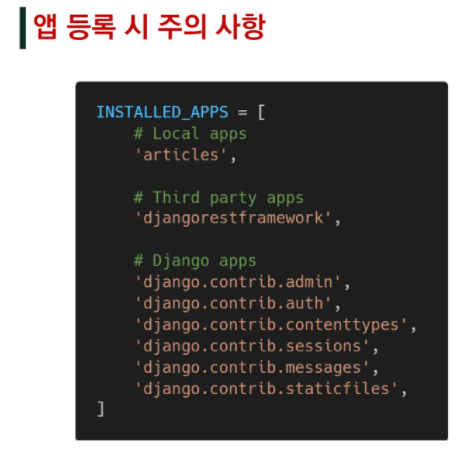 앱 등록 시 주의 사항
INSTALLED_APPS = [
# Local apps
'articles',
# Third party apps
'djangorestframework',
# Django apps
'django.contrib.admin',
'django.contrib.auth',
'django.contrib.contenttypes',
'django.contrib.sessions',
'django.contrib.messages',
'django.contrib.staticfiles',
]